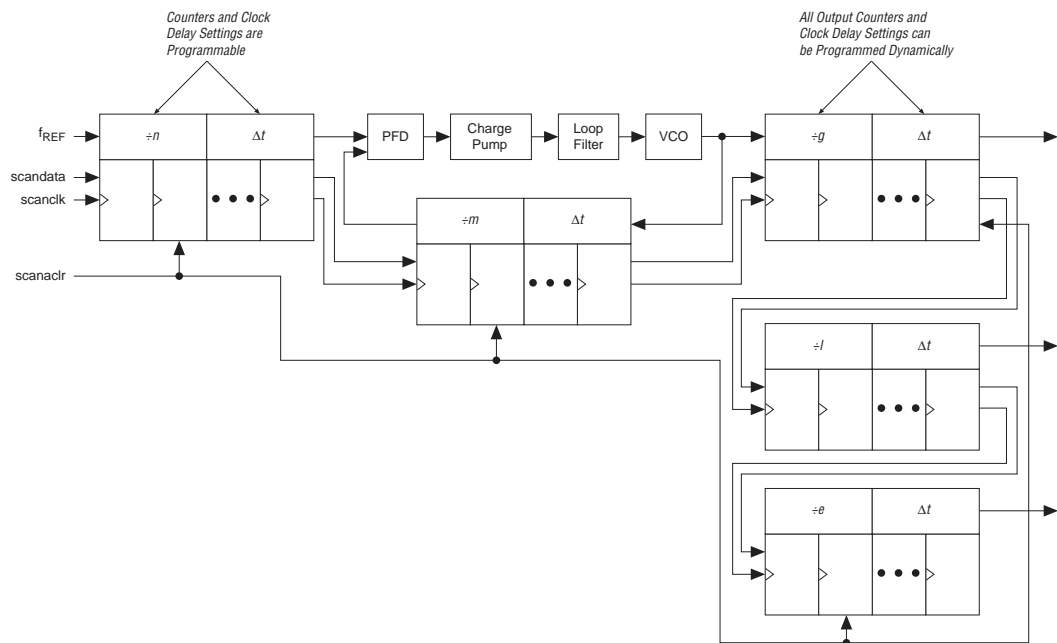 Counters and Clock
Delay Settings are
Programmable
All Output Counters and
Clock Delay Settings can
be Programmed Dynamically
fREF
÷n
Δt
PFD
Charge
Pump
Loop
Filter
VCO
÷g
Δt
scandata
scanclk
÷m
Δt
scanaclr
÷l
Δt
÷e
Δt